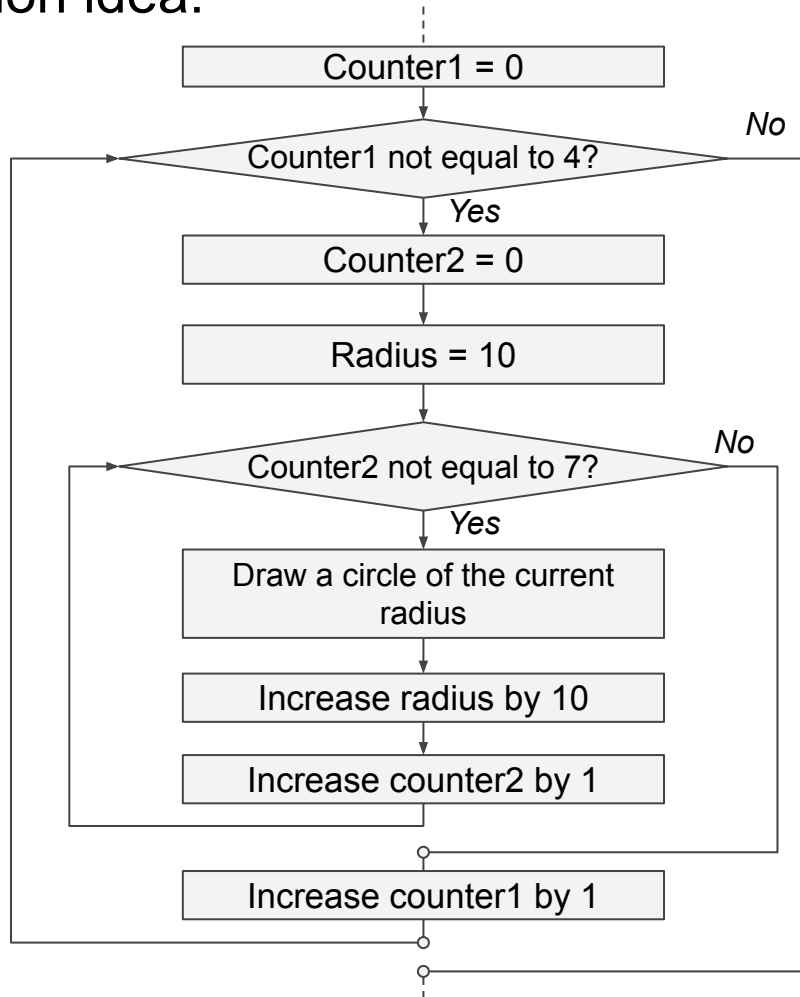 idea:
Counter1 = 0
No
Counter1 not equal to 4?
Yes
Counter2 = 0
Radius = 10
No
Counter2 not equal to 7?
Yes
Draw a circle of the current
radius
Increase radius by 10
Increase counter2 by 1
Increase counter1 by 1